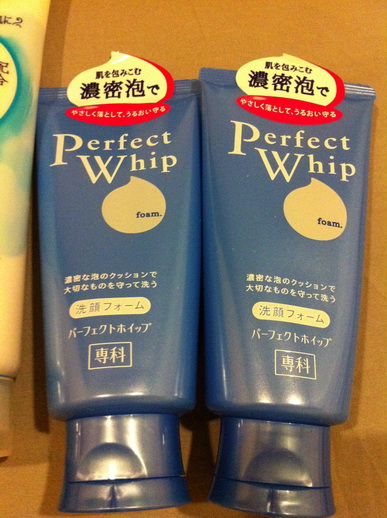 肌を包みこむ
濃密泡で
やさしく落として、うるおい守る
Perfect
Whip
foam.
濃密な泡のクッションで
大切なものを守って洗う
洗顔フォーム
パーフェクトホイップ
専科
肌を包みこむ
濃密泡で
やさしく落として、うるおい守る
Perfect
Whip
foam.
濃密な泡のクッションで
大切なものを守って洗う
洗顔フォーム
パーフェクトホイップ
専科
配合